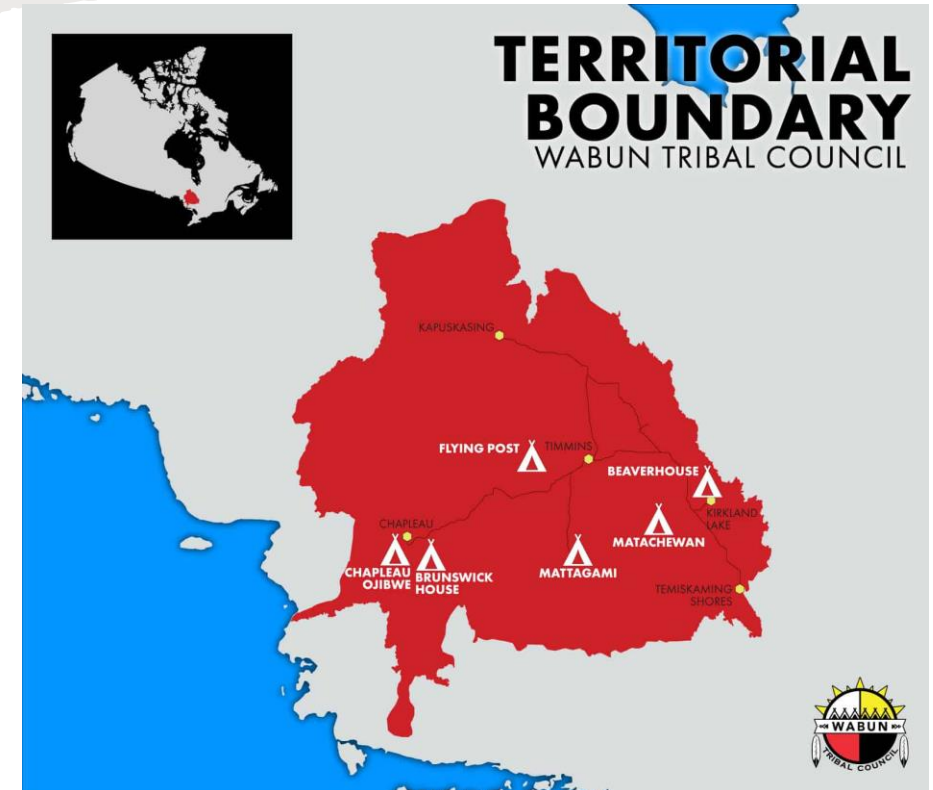 TERRITORIAL
BOUNDARY
WABUN TRIBAL COUNCIL
KAPUSKASING
FLYING POST
TIMMINS
BEAVERHOUSE
KIRKLAND
LAKE
CHAPLEAU
MATACHEWAN
CHAPLEAU
OJIBWE
BRUNSWICK
HOUSE
MATTAGAMI
TEMISKAMING
SHORES
WABUN
TRIBAL COUNCIL